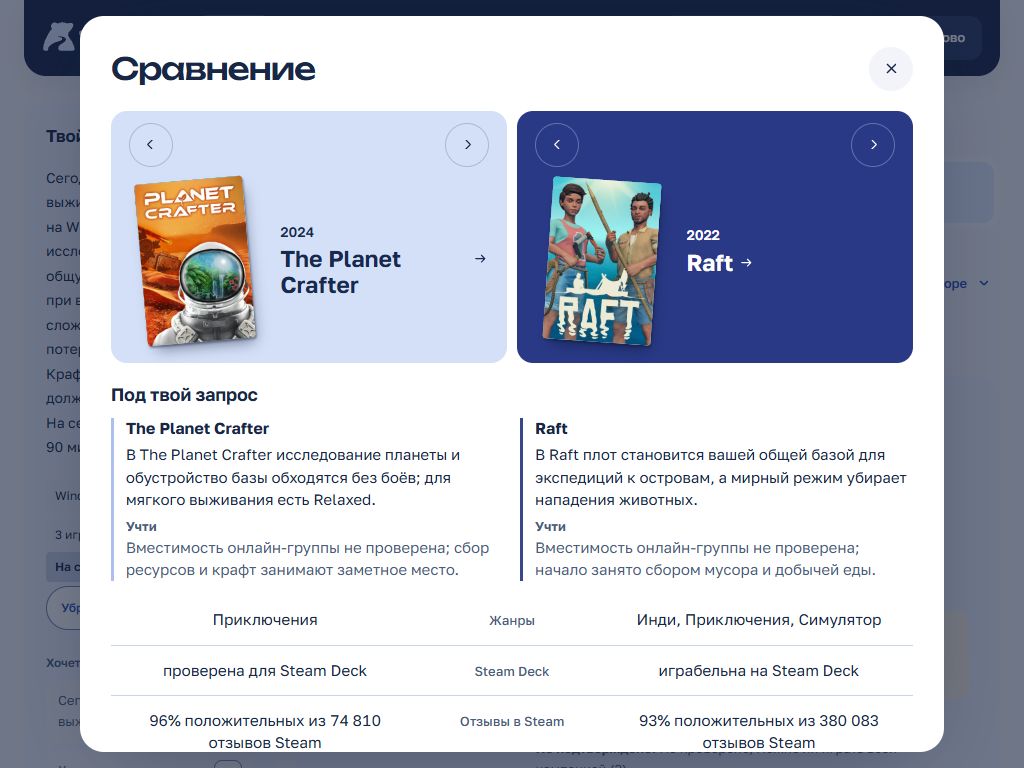 Сравнение
PLANET
CRAFTER
2024
The Planet
Crafter
RAFT
2022
Raft
Под твой запрос
The Planet Crafter
В The Planet Crafter исследование планеты и
обустройство базы обходятся без боёв; для
мягкого выживания есть Relaxed.
Учти
Вместимость онлайн-группы не проверена; сбор
ресурсов и крафт занимают заметное место.
Raft
В Raft плот становится вашей общей базой для
экспедиций к островам, а мирный режим убирает
нападения животных.
Учти
Вместимость онлайн-группы не проверена;
начало занято сбором мусора и добычей еды.
Приключения
Жанры
Инди, Приключения, Симулятор
проверена для Steam Deck
Steam Deck
играбельна на Steam Deck
96% положительных из 74 810
отзывов Steam
Отзывы в Steam
93% положительных из 380 083
отзывов Steam